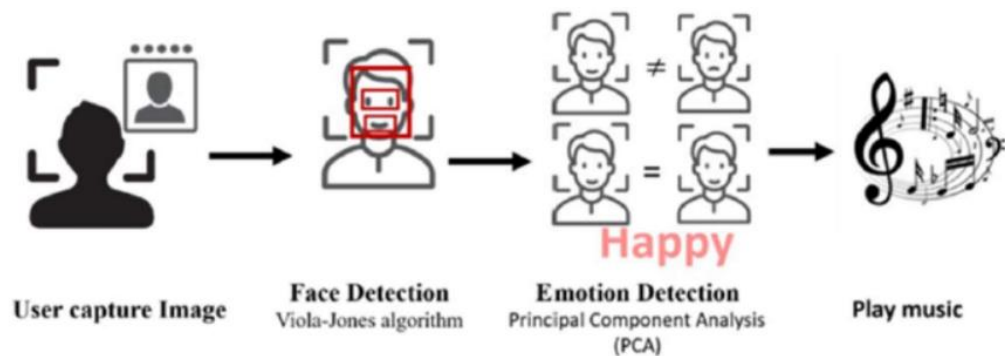 ≠
=
Happy
User capture Image
Face Detection
Viola-Jones algorithm
Emotion Detection
Principal Component Analysis
(PCA)
Play music